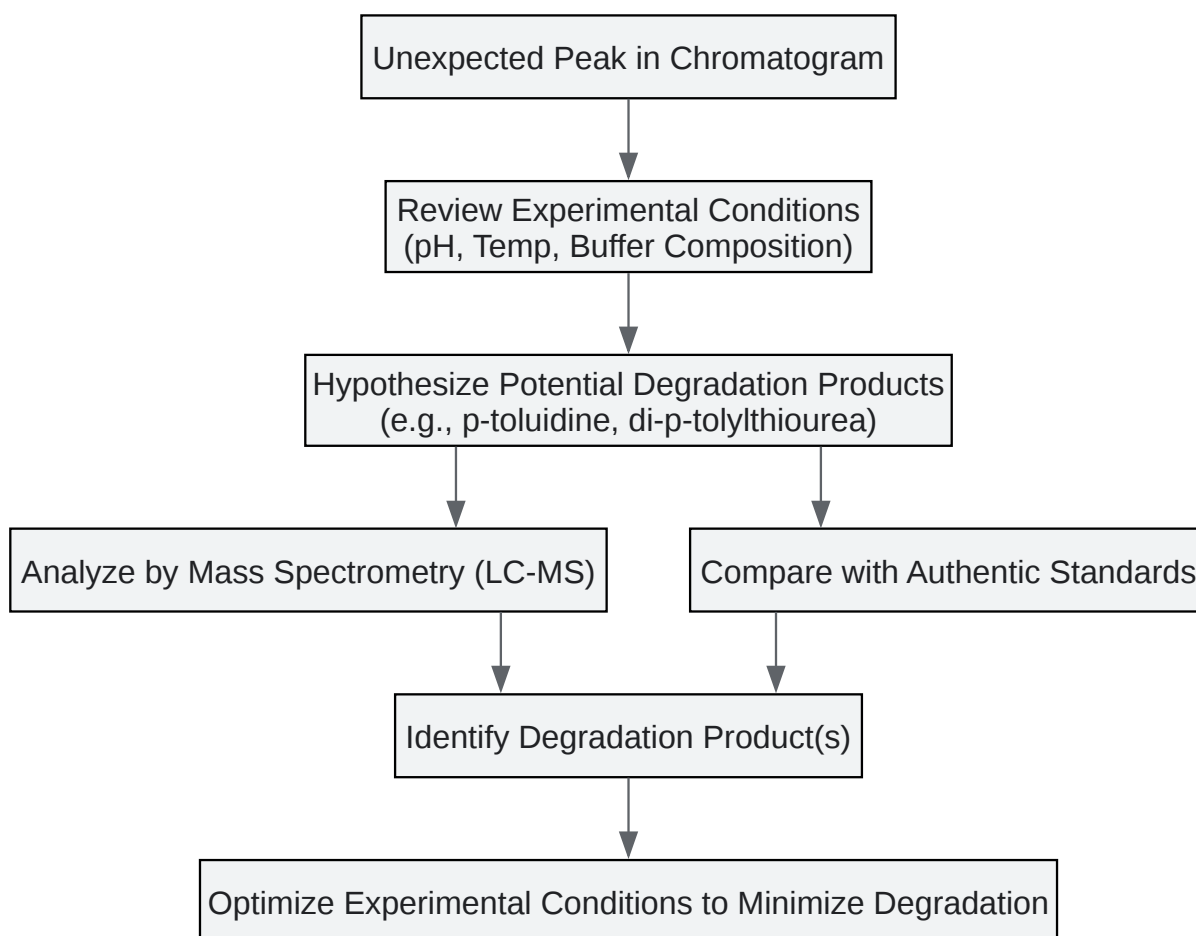 Unexpected Peak in Chromatogram
Review Experimental Conditions
(pH, Temp, Buffer Composition)
Hypothesize Potential Degradation Products
(e.g., p-toluidine, di-p-tolylthiourea)
Analyze by Mass Spectrometry (LC-MS)
Compare with Authentic Standards
Identify Degradation Product(s)
Optimize Experimental Conditions to Minimize Degradation